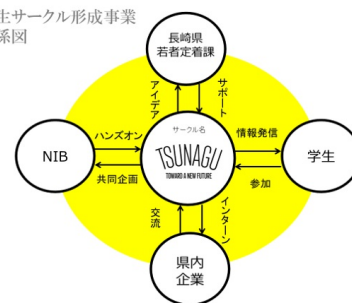 生サークル形成事業
係図
長崎県
若者定着課
アイデア
サポート
サークル名
TSUNAGU
TOWARD A NEW FUTURE
NIB
ハンズオン
共同企画
情報発信
参加
学生
交流
インターン
県内
企業